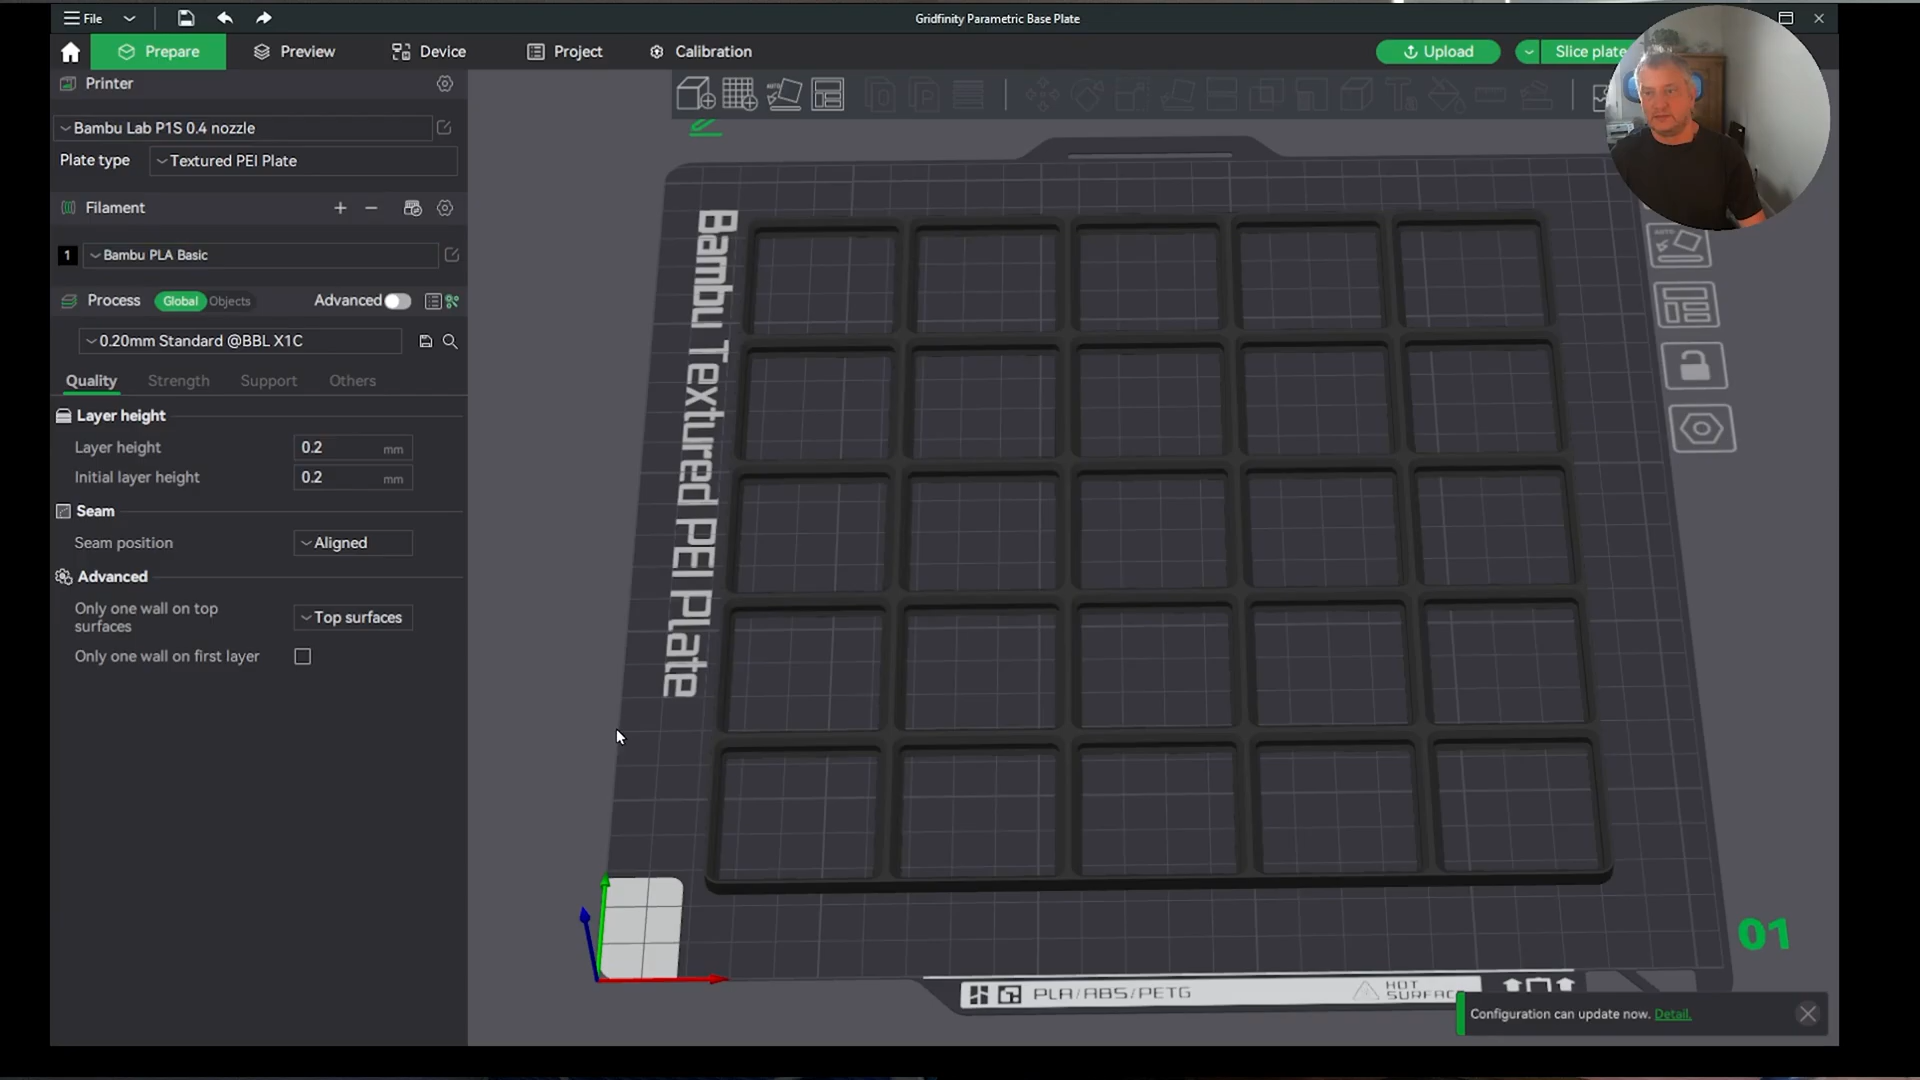 File
Gridfinity Parametric Base Plate
Prepare
Preview
Device
Project
Calibration
Upload
Slice plate
Printer
Bambu Lab P1S 0.4 nozzle
Plate type
Textured PEI Plate
Filament
1
Bambu PLA Basic
Process
Global
Objects
Advanced
0.20mm Standard @BBL X1C
Quality
Strength
Support
Others
Layer height
Layer height
0.2
mm
Initial layer height
0.2
mm
Seam
Seam position
Aligned
Advanced
Only one wall on top
surfaces
Top surfaces
Only one wall on first layer
AUTO
Bambu Textured PEI Plate
AUTO
01
PLA/ABS/PETG
HOT
SURFAC
Configuration can update now. Detail.